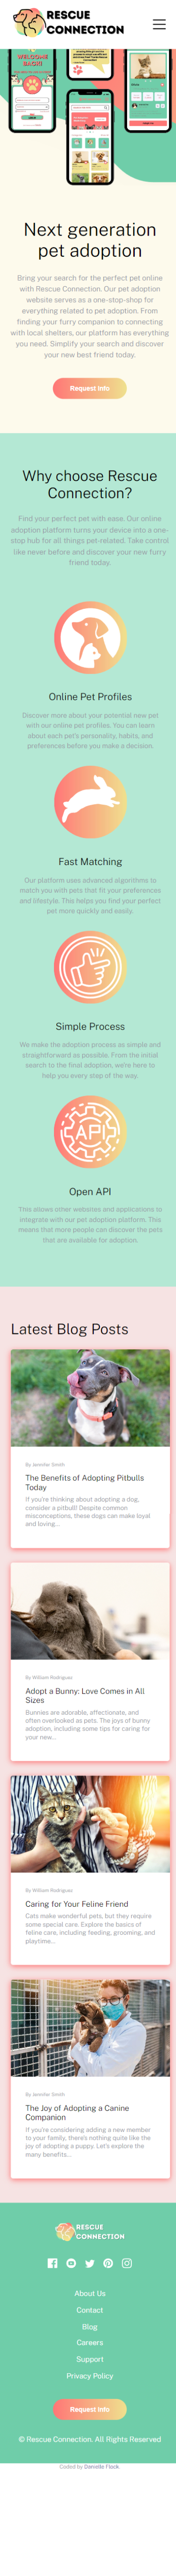 RESCUE
CONNECTION
WELCOME
BACK!
Next generation
pet adoption
Bring your search for the perfect pet online
with Rescue Connection. Our pet adoption
website serves as a one-stop-shop for
everything related to pet adoption. From
finding your furry companion to connecting
with local shelters, our platform has everything
you need. Simplify your search and discover
your new best friend today.
Request Info
Why choose Rescue
Connection?
Find your perfect pet with ease. Our online
adoption platform turns your device into a one-
stop hub for all things pet-related. Take control
like never before and discover your new furry
friend today.
Online Pet Profiles
Discover more about your potential new pet
with our online pet profiles. You can learn
about each pet's personality, habits, and
preferences before you make a decision.
Fast Matching
Our platform uses advanced algorithms to
match you with pets that fit your preferences
and lifestyle. This helps you find your perfect
pet more quickly and easily.
Simple Process
We make the adoption process as simple and
straightforward as possible. From the initial
search to the final adoption, we're here to
help you every step of the way.
API
Open API
This allows other websites and applications to
integrate with our pet adoption platform. This
means that more people can discover the pets
that are available for adoption.
Latest Blog Posts
By Jennifer Smith
The Benefits of Adopting Pitbulls
Today
If you're thinking about adopting a dog,
consider a pitbull! Despite common
misconceptions, these dogs can make loyal
and loving...
By William Rodriguez
Adopt a Bunny: Love Comes in All
Sizes
Bunnies are adorable, affectionate, and
often overlooked as pets. The joys of bunny
adoption, including some tips for caring for
your new...
By William Rodriguez
Caring for Your Feline Friend
Cats make wonderful pets, but they require
some special care. Explore the basics of
feline care, including feeding, grooming, and
playtime...
By Jennifer Smith
The Joy of Adopting a Canine
Companion
If you're considering adding a new member
to your family, there's nothing quite like the
joy of adopting a puppy. Let's explore the
many benefits...
RESCUE
CONNECTION
About Us
Contact
Blog
Careers
Support
Privacy Policy
Request Info
© Rescue Connection. All Rights Reserved
Coded by Danielle Flock